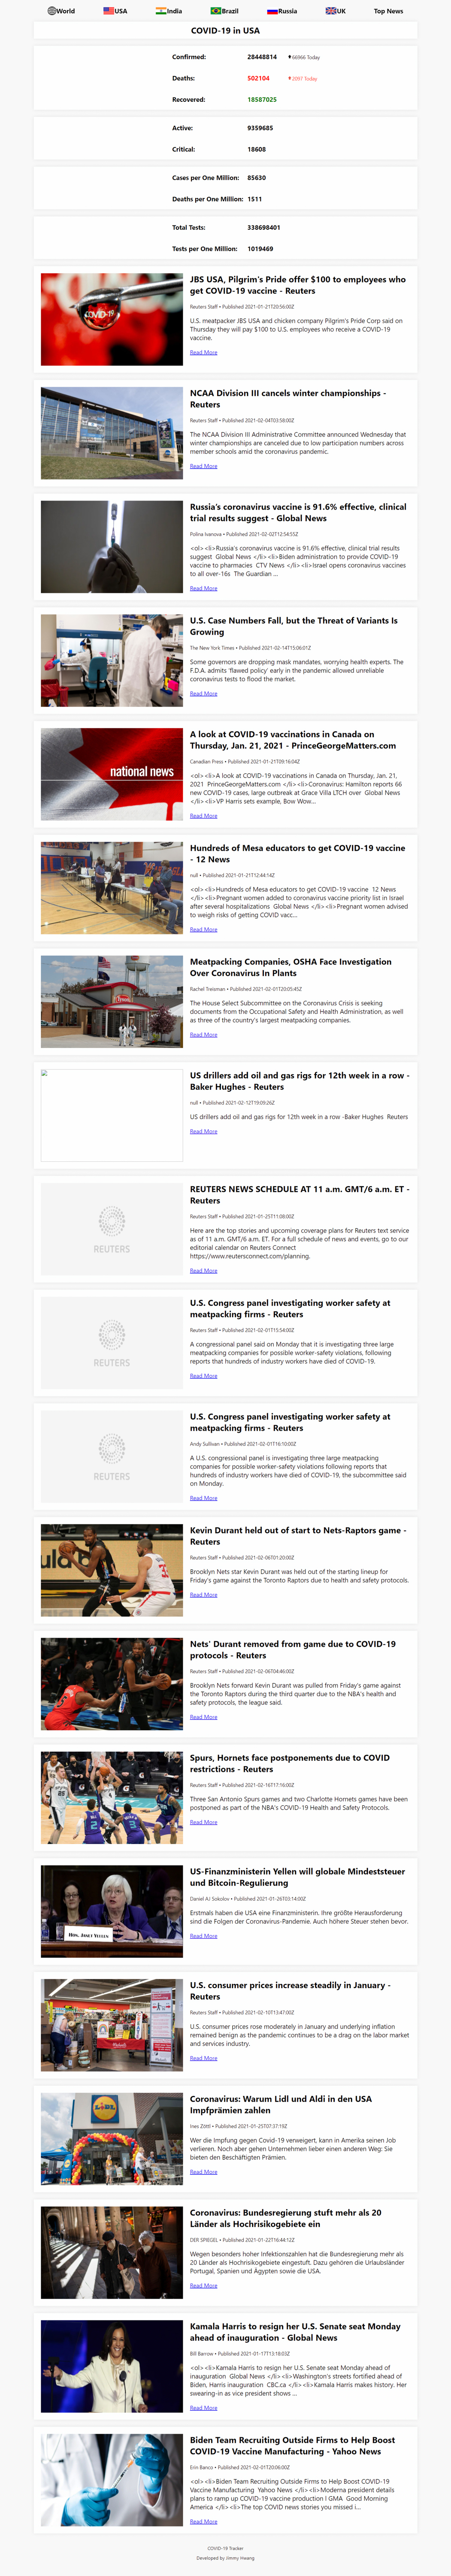 World USA India Brazil Russia UK Top News
COVID-19 in USA
Confirmed: 28448814 66966 Today
Deaths: 502104 2097 Today
Recovered: 18587025
Active: 9359685
Critical: 18608
Cases per One Million: 85630
Deaths per One Million: 1511
Total Tests: 338698401
Tests per One Million: 1019469
COVID-19
JBS USA, Pilgrim's Pride offer $100 to employees who
get COVID-19 vaccine - Reuters
Reuters Staff • Published 2021-01-21T20:56:00Z
U.S. meatpacker JBS USA and chicken company Pilgrim's Pride Corp said on
Thursday they will pay $100 to U.S. employees who receive a COVID-19
vaccine.
Read More
NCAA Division III cancels winter championships -
Reuters
Reuters Staff • Published 2021-02-04T03:58:00Z
The NCAA Division III Administrative Committee announced Wednesday that
winter championships are canceled due to low participation numbers across
member schools amid the coronavirus pandemic.
Read More
Russia's coronavirus vaccine is 91.6% effective, clinical
trial results suggest - Global News
Polina Ivanova • Published 2021-02-02T12:54:55Z
<ol><li>Russia's coronavirus vaccine is 91.6% effective, clinical trial results
suggest  Global News </li><li>Biden administration to provide COVID-19
vaccine to pharmacies  CTV News </li><li>Israel opens coronavirus vaccines
to all over-16s  The Guardian ...
Read More
U.S. Case Numbers Fall, but the Threat of Variants Is
Growing
The New York Times • Published 2021-02-14T15:06:01Z
Some governors are dropping mask mandates, worrying health experts. The
F.D.A. admits 'flawed policy' early in the pandemic allowed unreliable
coronavirus tests to flood the market.
Read More
national news
A look at COVID-19 vaccinations in Canada on
Thursday, Jan. 21, 2021 - PrinceGeorgeMatters.com
Canadian Press • Published 2021-01-21T09:16:04Z
<ol><li>A look at COVID-19 vaccinations in Canada on Thursday, Jan. 21,
2021  PrinceGeorgeMatters.com </li><li>Coronavirus: Hamilton reports 66
new COVID-19 cases, large outbreak at Grace Villa LTCH over  Global News
</li><li>VP Harris sets example, Bow Wow...
Read More
Hundreds of Mesa educators to get COVID-19 vaccine
- 12 News
null • Published 2021-01-21T12:44:14Z
<ol><li>Hundreds of Mesa educators to get COVID-19 vaccine  12 News
</li><li>Pregnant women added to coronavirus vaccine priority list in Israel
after several hospitalizations  Global News </li><li>Pregnant women advised
to weigh risks of getting COVID vacc...
Read More
Meatpacking Companies, OSHA Face Investigation
Over Coronavirus In Plants
Rachel Treisman • Published 2021-02-01T20:05:45Z
The House Select Subcommittee on the Coronavirus Crisis is seeking
documents from the Occupational Safety and Health Administration, as well
as three of the country's largest meatpacking companies.
Read More
US drillers add oil and gas rigs for 12th week in a row -
Baker Hughes - Reuters
null • Published 2021-02-12T19:09:26Z
US drillers add oil and gas rigs for 12th week in a row -Baker Hughes  Reuters
Read More
REUTERS
REUTERS NEWS SCHEDULE AT 11 a.m. GMT/6 a.m. ET -
Reuters
Reuters Staff • Published 2021-01-25T11:08:00Z
Here are the top stories and upcoming coverage plans for Reuters text service
as of 11 a.m. GMT/6 a.m. ET. For a full schedule of news and events, go to our
editorial calendar on Reuters Connect
https://www.reutersconnect.com/planning.
Read More
REUTERS
U.S. Congress panel investigating worker safety at
meatpacking firms - Reuters
Reuters Staff • Published 2021-02-01T15:54:00Z
A congressional panel said on Monday that it is investigating three large
meatpacking companies for possible worker-safety violations, following
reports that hundreds of industry workers have died of COVID-19.
Read More
REUTERS
U.S. Congress panel investigating worker safety at
meatpacking firms - Reuters
Andy Sullivan • Published 2021-02-01T16:10:00Z
A U.S. congressional panel is investigating three large meatpacking
companies for possible worker-safety violations following reports that
hundreds of industry workers have died of COVID-19, the subcommittee said
on Monday.
Read More
Kevin Durant held out of start to Nets-Raptors game -
Reuters
Reuters Staff • Published 2021-02-06T01:20:00Z
Brooklyn Nets star Kevin Durant was held out of the starting lineup for
Friday's game against the Toronto Raptors due to health and safety protocols.
Read More
Nets' Durant removed from game due to COVID-19
protocols - Reuters
Reuters Staff • Published 2021-02-06T04:46:00Z
Brooklyn Nets forward Kevin Durant was pulled from Friday's game against
the Toronto Raptors during the third quarter due to the NBA's health and
safety protocols, the league said.
Read More
Spurs, Hornets face postponements due to COVID
restrictions - Reuters
Reuters Staff • Published 2021-02-16T17:16:00Z
Three San Antonio Spurs games and two Charlotte Hornets games have been
postponed as part of the NBA's COVID-19 Health and Safety Protocols.
Read More
HON. JANET YELLEN
US-Finanzministerin Yellen will globale Mindeststeuer
und Bitcoin-Regulierung
Daniel AJ Sokolov • Published 2021-01-26T03:14:00Z
Erstmals haben die USA eine Finanzministerin. Ihre größte Herausforderung
sind die Folgen der Coronavirus-Pandemie. Auch höhere Steuer stehen bevor.
Read More
U.S. consumer prices increase steadily in January -
Reuters
Reuters Staff • Published 2021-02-10T13:47:00Z
U.S. consumer prices rose moderately in January and underlying inflation
remained benign as the pandemic continues to be a drag on the labor market
and services industry.
Read More
LIDL
Coronavirus: Warum Lidl und Aldi in den USA
Impfprämien zahlen
Ines Zöttl • Published 2021-01-25T07:37:19Z
Wer die Impfung gegen Covid-19 verweigert, kann in Amerika seinen Job
verlieren. Noch aber gehen Unternehmen lieber einen anderen Weg: Sie
bieten den Beschäftigten Prämien.
Read More
Coronavirus: Bundesregierung stuft mehr als 20
Länder als Hochrisikogebiete ein
DER SPIEGEL • Published 2021-01-22T16:44:12Z
Wegen besonders hoher Infektionszahlen hat die Bundesregierung mehr als
20 Länder als Hochrisikogebiete eingestuft. Dazu gehören die Urlaubsländer
Portugal, Spanien und Ägypten sowie die USA.
Read More
Kamala Harris to resign her U.S. Senate seat Monday
ahead of inauguration - Global News
Bill Barrow • Published 2021-01-17T13:18:03Z
<ol><li>Kamala Harris to resign her U.S. Senate seat Monday ahead of
inauguration  Global News </li><li>Washington's streets fortified ahead of
Biden, Harris inauguration  CBC.ca </li><li>Kamala Harris makes history. Her
swearing-in as vice president shows ...
Read More
Biden Team Recruiting Outside Firms to Help Boost
COVID-19 Vaccine Manufacturing - Yahoo News
Erin Banco • Published 2021-02-01T20:06:00Z
<ol><li>Biden Team Recruiting Outside Firms to Help Boost COVID-19
Vaccine Manufacturing  Yahoo News </li><li>Moderna president details
plans to ramp up COVID-19 vaccine production l GMA  Good Morning
America </li><li>The top COVID news stories you missed i...
Read More
COVID-19 Tracker
Developed by Jimmy Hwang